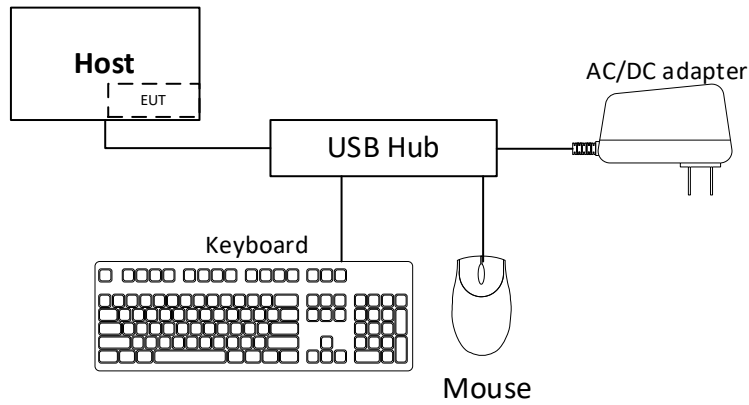 Host
EUT
AC/DC adapter
USB Hub
Keyboard
Mouse